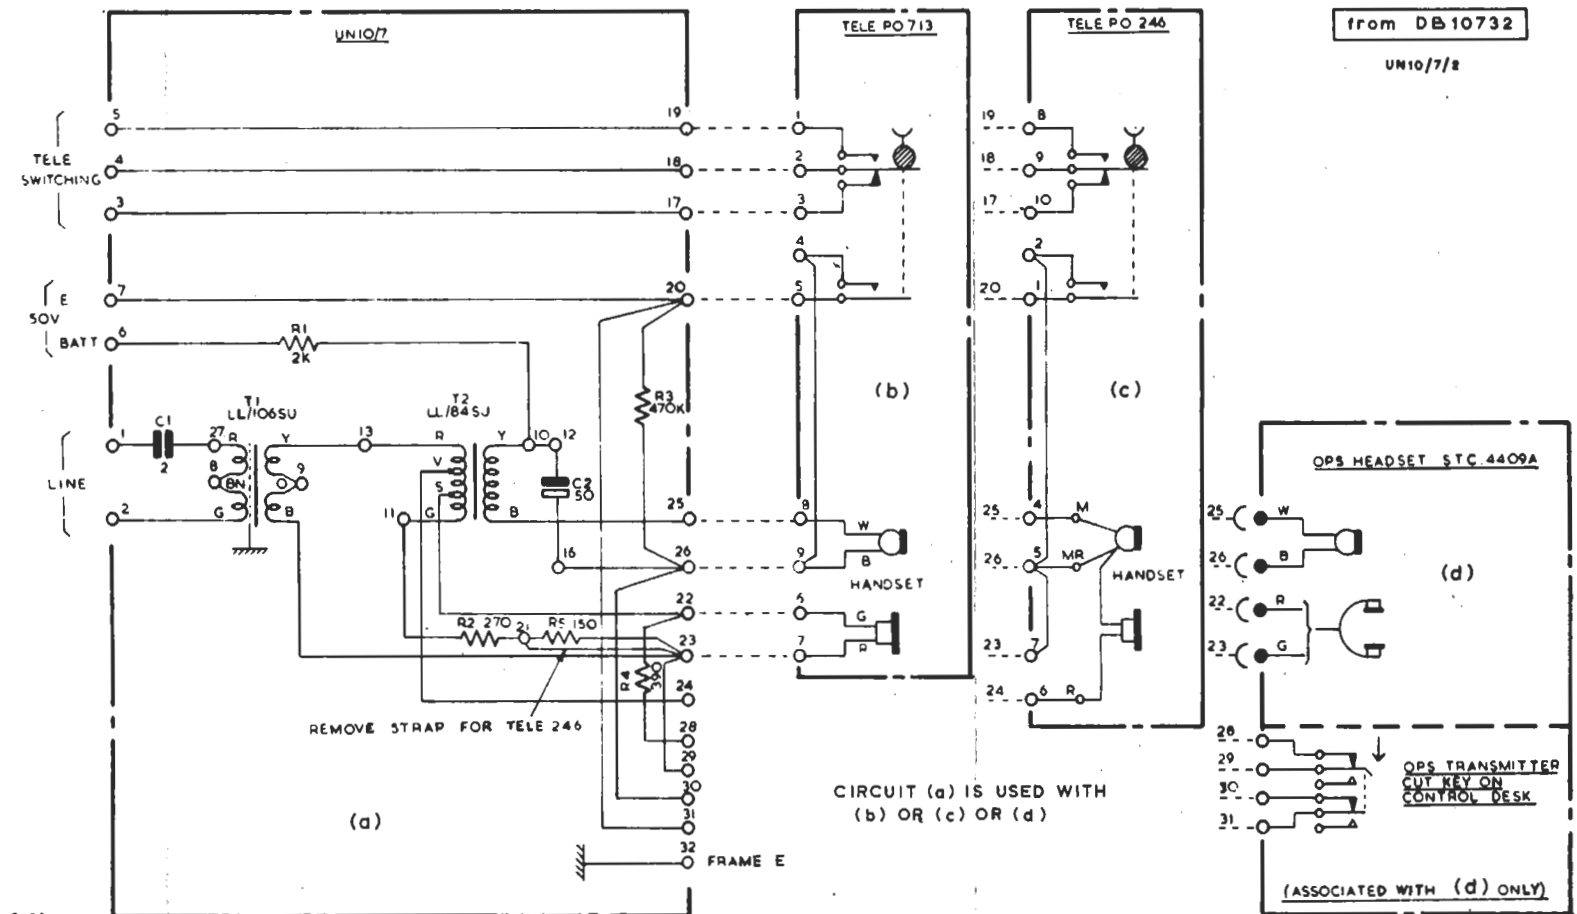 UN10/7
TELE PO 713
TELE PO 246
from DB10732
UN10/7/2
5
19
1
19
8
TELE
SWITCHING
4
18
2
18
9
3
17
3
17
10
4
2
E
7
20
5
20
1
50V
BATT
6
R1
2K
R3
470K
(b)
(c)
T1
LL/106SU
T2
LL/84SJ
C1
2
1
27
R
Y
13
R
Y
10
12
V
LINE
8
BN
O
9
S
C2
50
2
G
B
11
G
B
25
8
W
B
HANDSET
25
4
M
26
5
MR
HANDSET
16
26
9
OPS HEADSET STC.4409A
25
W
26
B
(d)
22
R
23
G
22
6
G
R2 270
21
R5 150
23
7
R
23
7
R4
390
24
24
6
R
REMOVE STRAP FOR TELE 246
28
29
30
31
28
29
30
31
OPS TRANSMITTER
CUT KEY ON
CONTROL DESK
CIRCUIT (a) IS USED WITH
(b) OR (c) OR (d)
(a)
32
FRAME E
(ASSOCIATED WITH (d) ONLY)